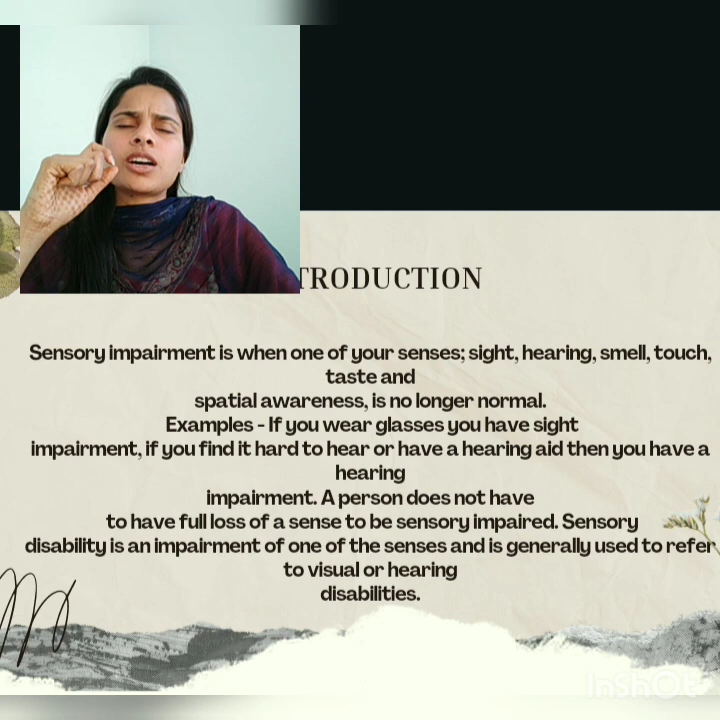 TRODUCTION
Sensory impairment is when one of your senses; sight, hearing, smell, touch,
taste and
spatial awareness, is no longer normal.
Examples - If you wear glasses you have sight
impairment, if you find it hard to hear or have a hearing aid then you have a
hearing
impairment. A person does not have
to have full loss of a sense to be sensory impaired. Sensory
disability is an impairment of one of the senses and is generally used to refer
to visual or hearing
disabilities.
InShOt